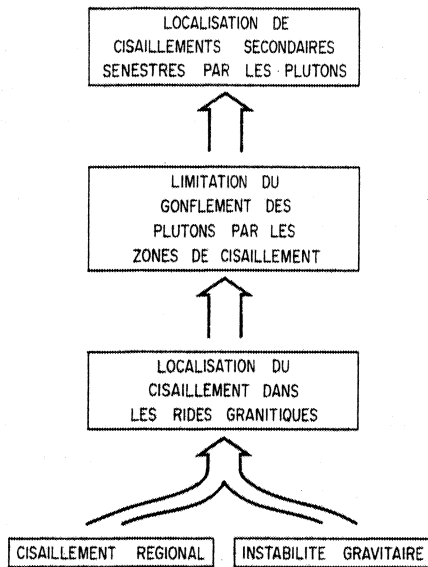 LOCALISATION DE
CISAILLEMENTS SECONDAIRES
SENESTRES PAR LES PLUTONS
LIMITATION DU
GONFLEMENT DES
PLUTONS PAR LES
ZONES DE CISAILLEMENT
LOCALISATION DU
CISAILLEMENT DANS
LES RIDES GRANITIQUES
CISAILLEMENT REGIONAL
INSTABILITE GRAVITAIRE